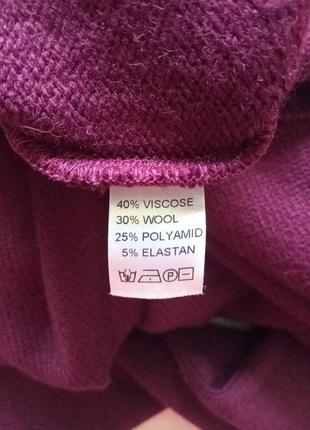 40% VISCOSE
30% WOOL
25% POLYAMID
5% ELASTAN